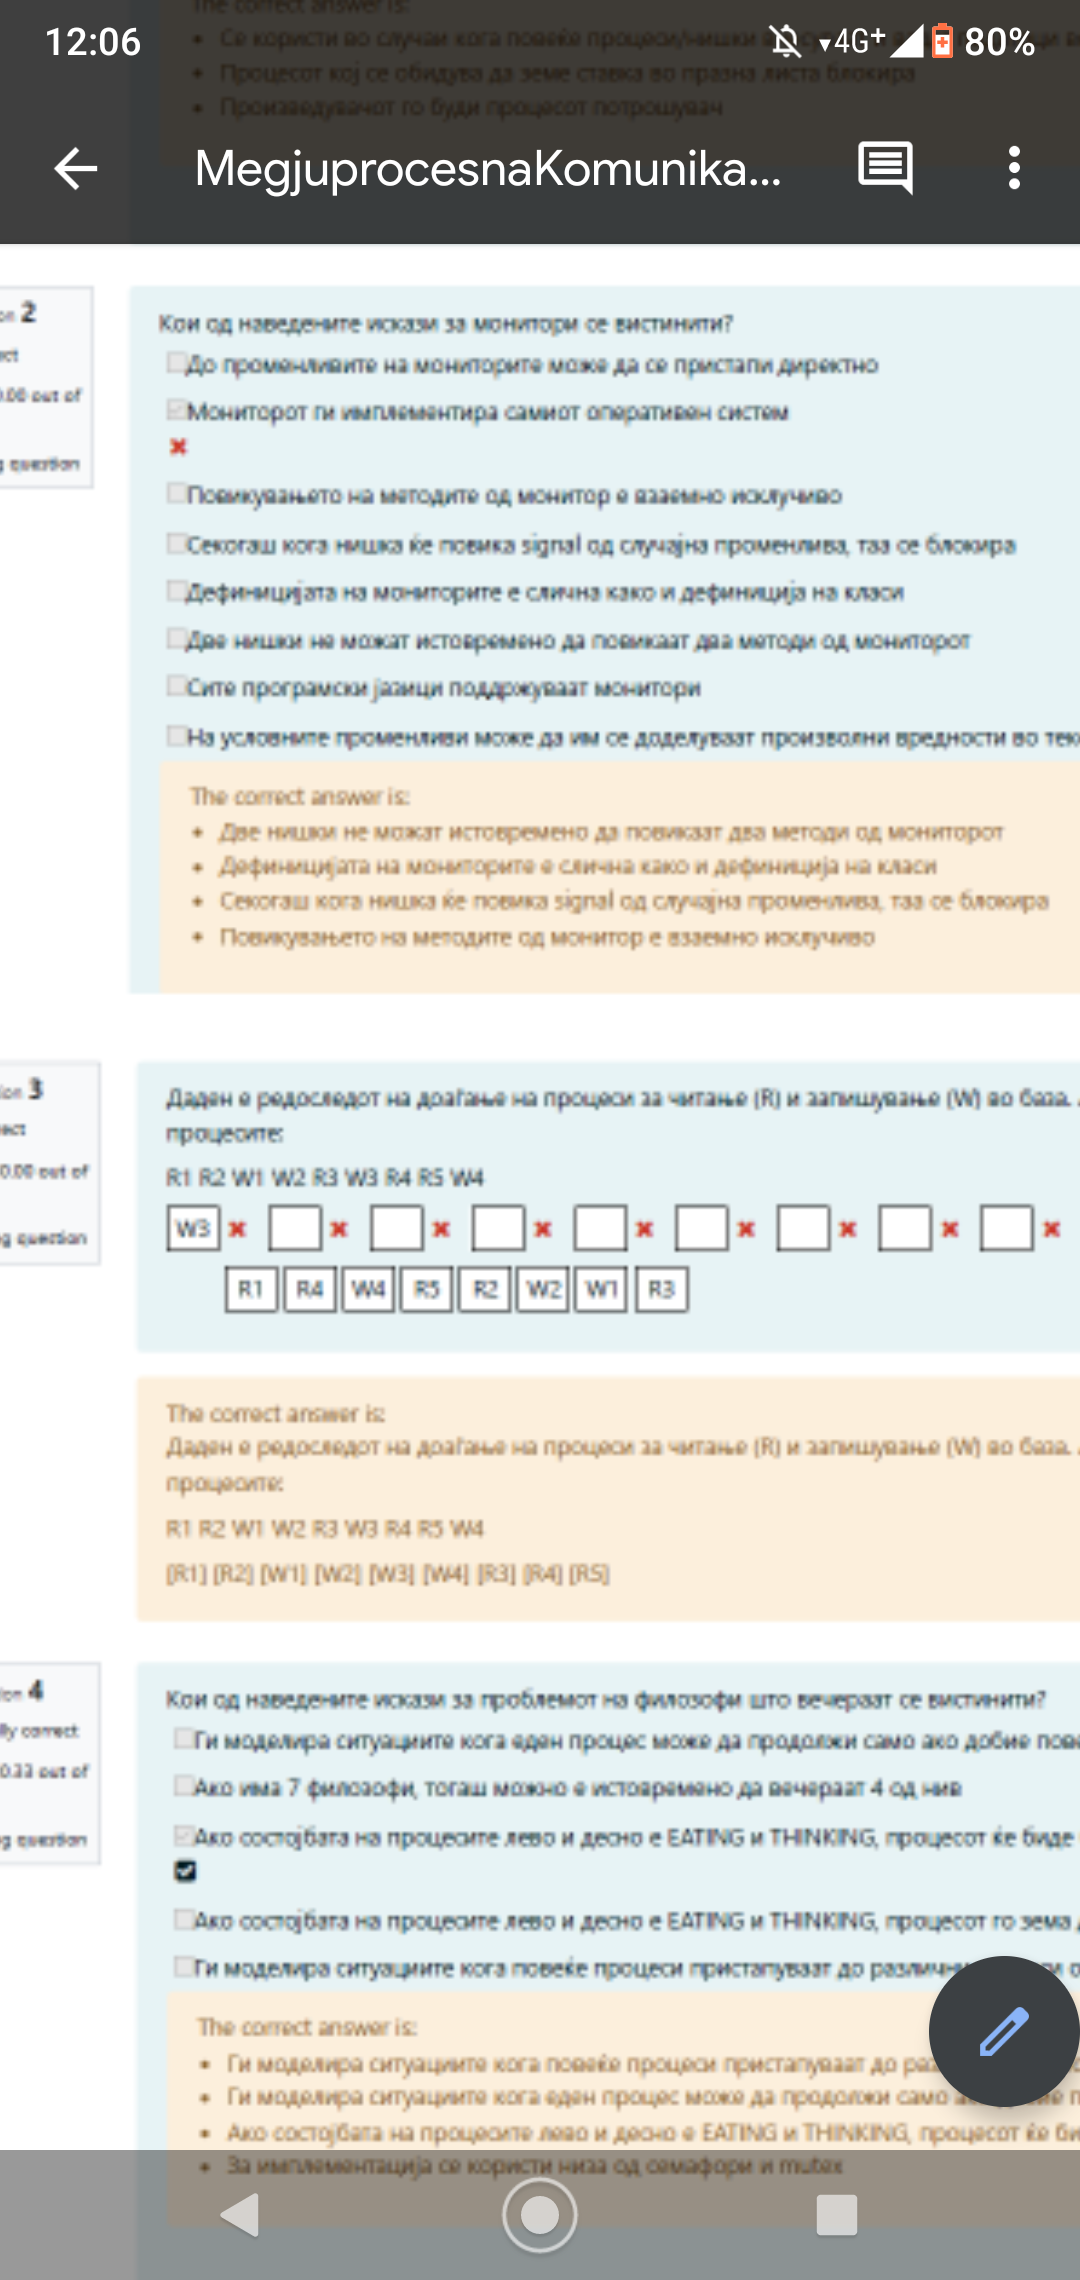 The correct answer is:
12:06
4G+
80%
Се користи во случаи кога повеќе процеси/нишки
Процесот кој се обидува да земе ставка во празна листа блокира
Произведувачот го буди процесот потрошувач
MegjuprocesnaKomunika...
on 2
ect
0.00 out of
g question
Кои од наведените искази за монитори се вистинити?
До променливите на мониторите може да се пристапи директно
Мониторот ги имплементира самиот оперативен систем
Повикувањето на методите од монитор е взаемно исклучиво
Секогаш кога нишка ќе повика signal од случајна променлива, таа се блокира
Дефиницијата на мониторите е слична како и дефиниција на класи
Две нишки не можат истовремено да повикаат два методи од мониторот
Сите програмски јазици поддржуваат монитори
На условните променливи може да им се доделуваат произволни вредности во тек
The correct answer is:
Две нишки не можат истовремено да повикаат два методи од мониторот
Дефиницијата на мониторите е слична како и дефиниција на класи
Секогаш кога нишка ќе повика signal од случајна променлива, таа се блокира
Повикувањето на методите од монитор е взаемно исклучиво
ion 3
ect
0.00 out of
g question
Даден е редоследот на доаѓање на процеси за читање (R) и запишување (W) во база.
процесите:
R1 R2 W1 W2 R3 W3 R4 R5 W4
W3
R1 R4 W4 R5 R2 W2 W1 R3
The correct answer is:
Даден е редоследот на доаѓање на процеси за читање (R) и запишување (W) во база.
процесите:
R1 R2 W1 W2 R3 W3 R4 R5 W4
[R1] [R2] [W1] [W2] [W3] [W4] [R3] [R4] [R5]
ion 4
lly correct
0.33 out of
g question
Кои од наведените искази за проблемот на филозофи што вечераат се вистинити?
Ги моделира ситуациите кога еден процес може да продолжи само ако добие пове
Ако има 7 филозофи, тогаш можно е истовремено да вечераат 4 од нив
Ако состојбата на процесите лево и десно е EATING и THINKING, процесот ќе биде
Ако состојбата на процесите лево и десно е EATING и THINKING, процесот го зема
Ги моделира ситуациите кога повеќе процеси пристапуваат до различни
The correct answer is:
Ги моделира ситуациите кога повеќе процеси пристапуваат до раз
Ги моделира ситуациите кога еден процес може да продолжи само
Ако состојбата на процесите лево и десно е EATING и THINKING, процесот ќе би
За имплементација се користи низа од семафори и mutex